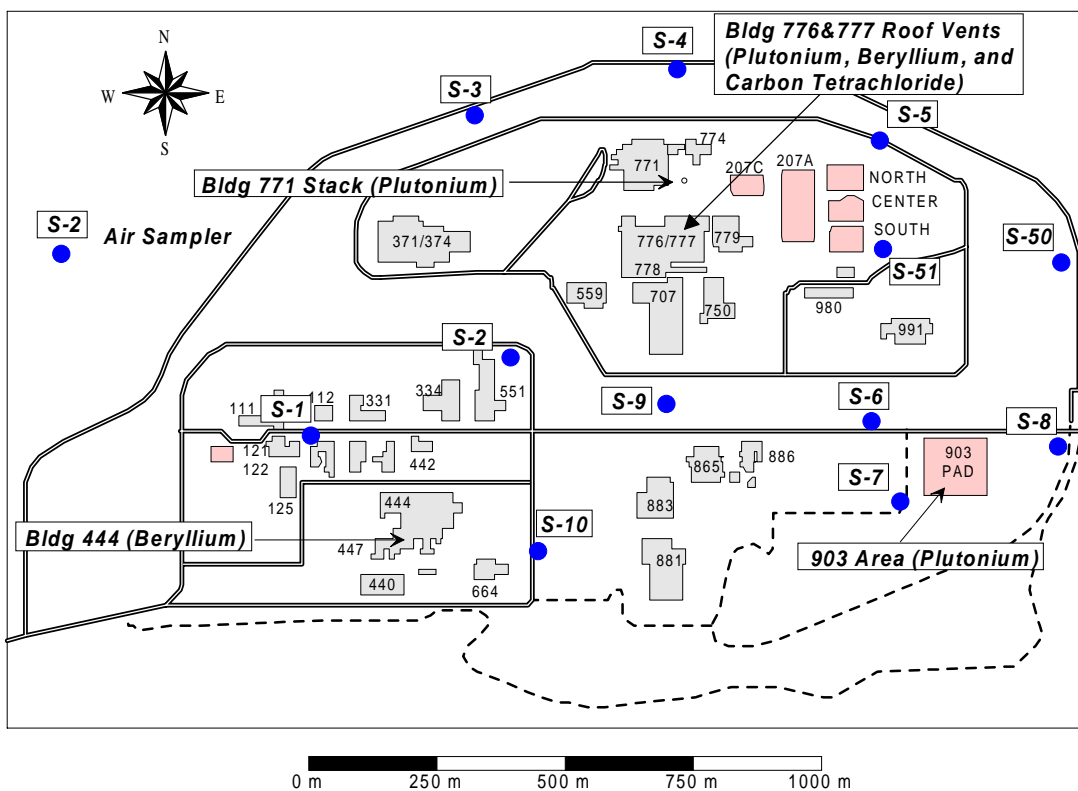 Bldg 776&777 Roof Vents
(Plutonium, Beryllium, and
Carbon Tetrachloride)
S-4
N
W
E
S
S-3
S-5
774
771
207C
207A
NORTH
CENTER
SOUTH
Bldg 771 Stack (Plutonium)
S-2
Air Sampler
371/374
776/777
779
778
S-50
S-51
559
707
750
980
991
S-2
334
551
111
112
331
S-1
S-9
S-6
S-8
121
122
442
125
865
886
903
PAD
S-7
883
444
Bldg 444 (Beryllium)
447
S-10
881
903 Area (Plutonium)
440
664
0 m
250 m
500 m
750 m
1000 m